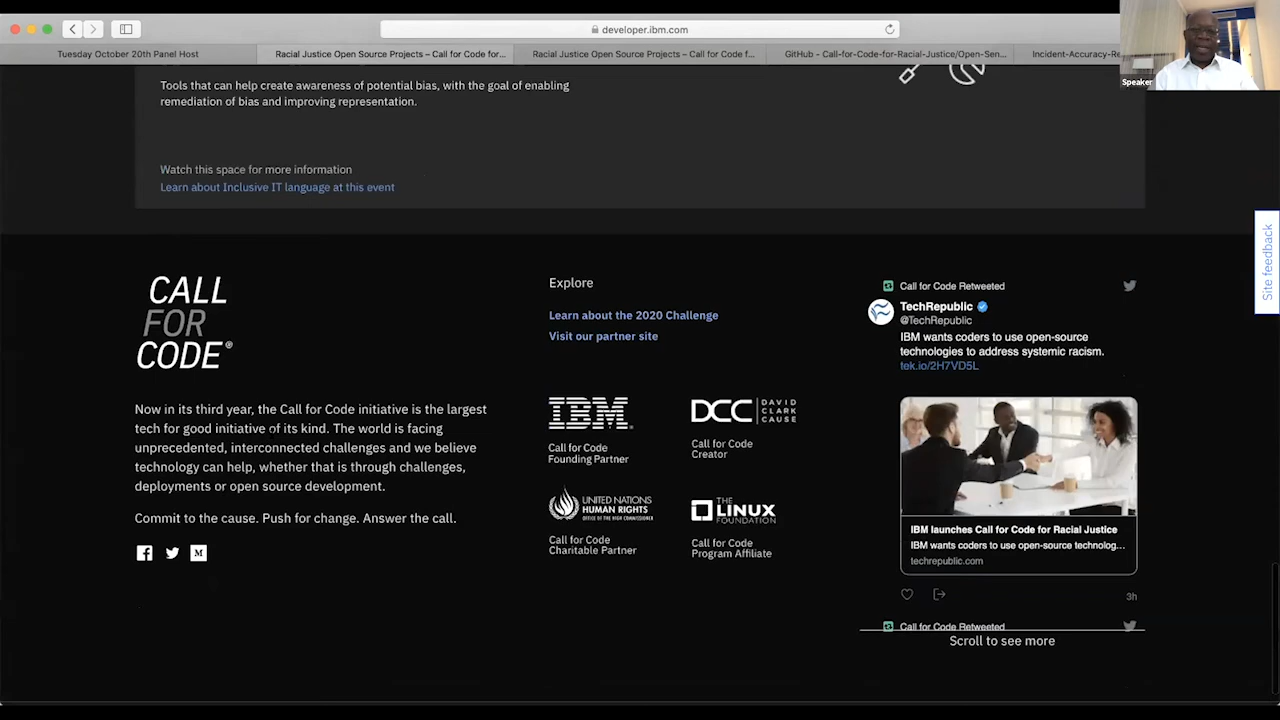 developer.ibm.com
Tuesday October 20th Panel Host
Racial Justice Open Source Projects – Call for Code for...
Racial Justice Open Source Projects – Call for Code f...
GitHub - Call-for-Code-for-Racial-Justice/Open-Sen...
Incident-Accuracy-Re
Speaker
Tools that can help create awareness of potential bias, with the goal of enabling
remediation of bias and improving representation.
Watch this space for more information
Learn about Inclusive IT language at this event
Site feedback
CALL
FOR
CODE®
Now in its third year, the Call for Code initiative is the largest
tech for good initiative of its kind. The world is facing
unprecedented, interconnected challenges and we believe
technology can help, whether that is through challenges,
deployments or open source development.
Commit to the cause. Push for change. Answer the call.
Explore
Learn about the 2020 Challenge
Visit our partner site
IBM
Call for Code
Founding Partner
DCC DAVID
CLARK
CAUSE
Call for Code
Creator
UNITED NATIONS
HUMAN RIGHTS
OFFICE OF THE HIGH COMMISSIONER
Call for Code
Charitable Partner
THE
LINUX
FOUNDATION
Call for Code
Program Affiliate
Call for Code Retweeted
TechRepublic
@TechRepublic
IBM wants coders to use open-source
technologies to address systemic racism.
tek.io/2H7VD5L
IBM launches Call for Code for Racial Justice
IBM wants coders to use open-source technolog...
techrepublic.com
3h
Call for Code Retweeted
Scroll to see more